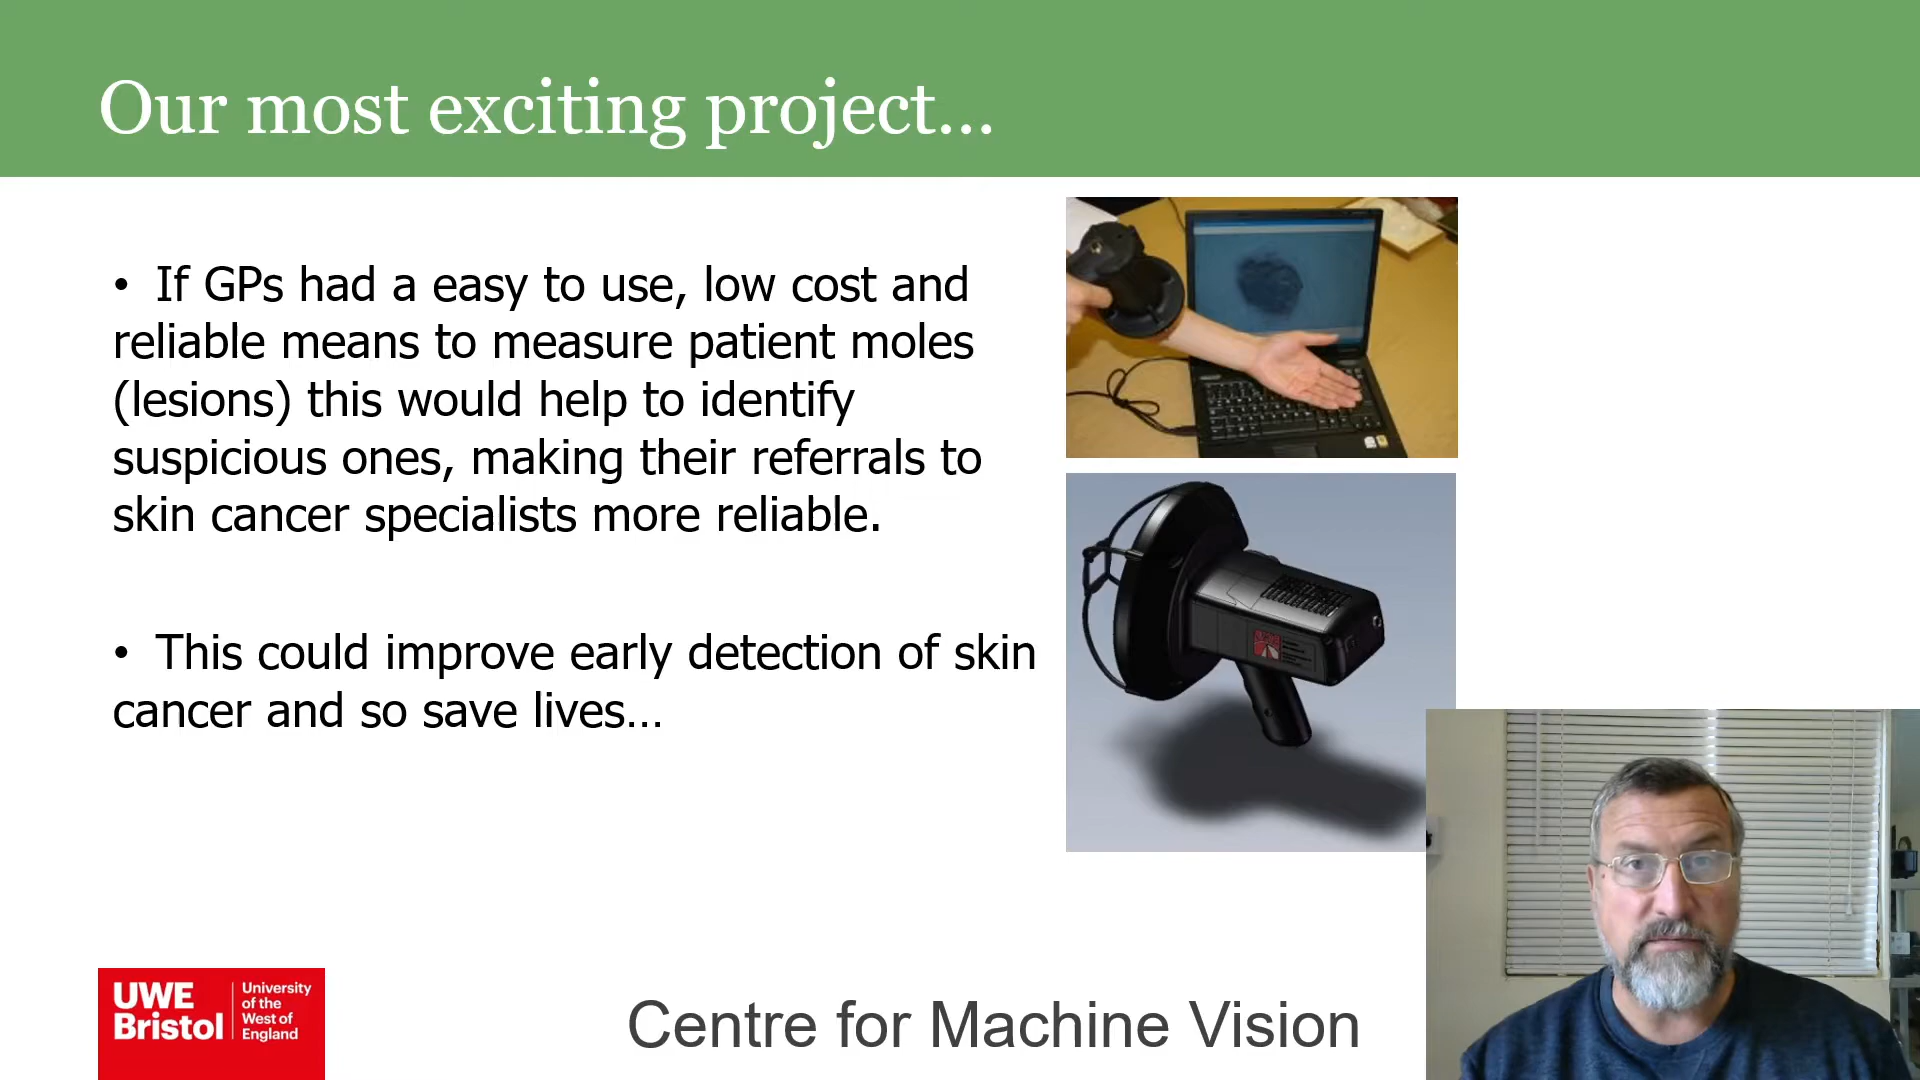 Our most exciting project...
• If GPs had a easy to use, low cost and
reliable means to measure patient moles
(lesions) this would help to identify
suspicious ones, making their referrals to
skin cancer specialists more reliable.
• This could improve early detection of skin
cancer and so save lives...
UWE
Bristol
University
of the
West of
England
Centre for Machine Vision